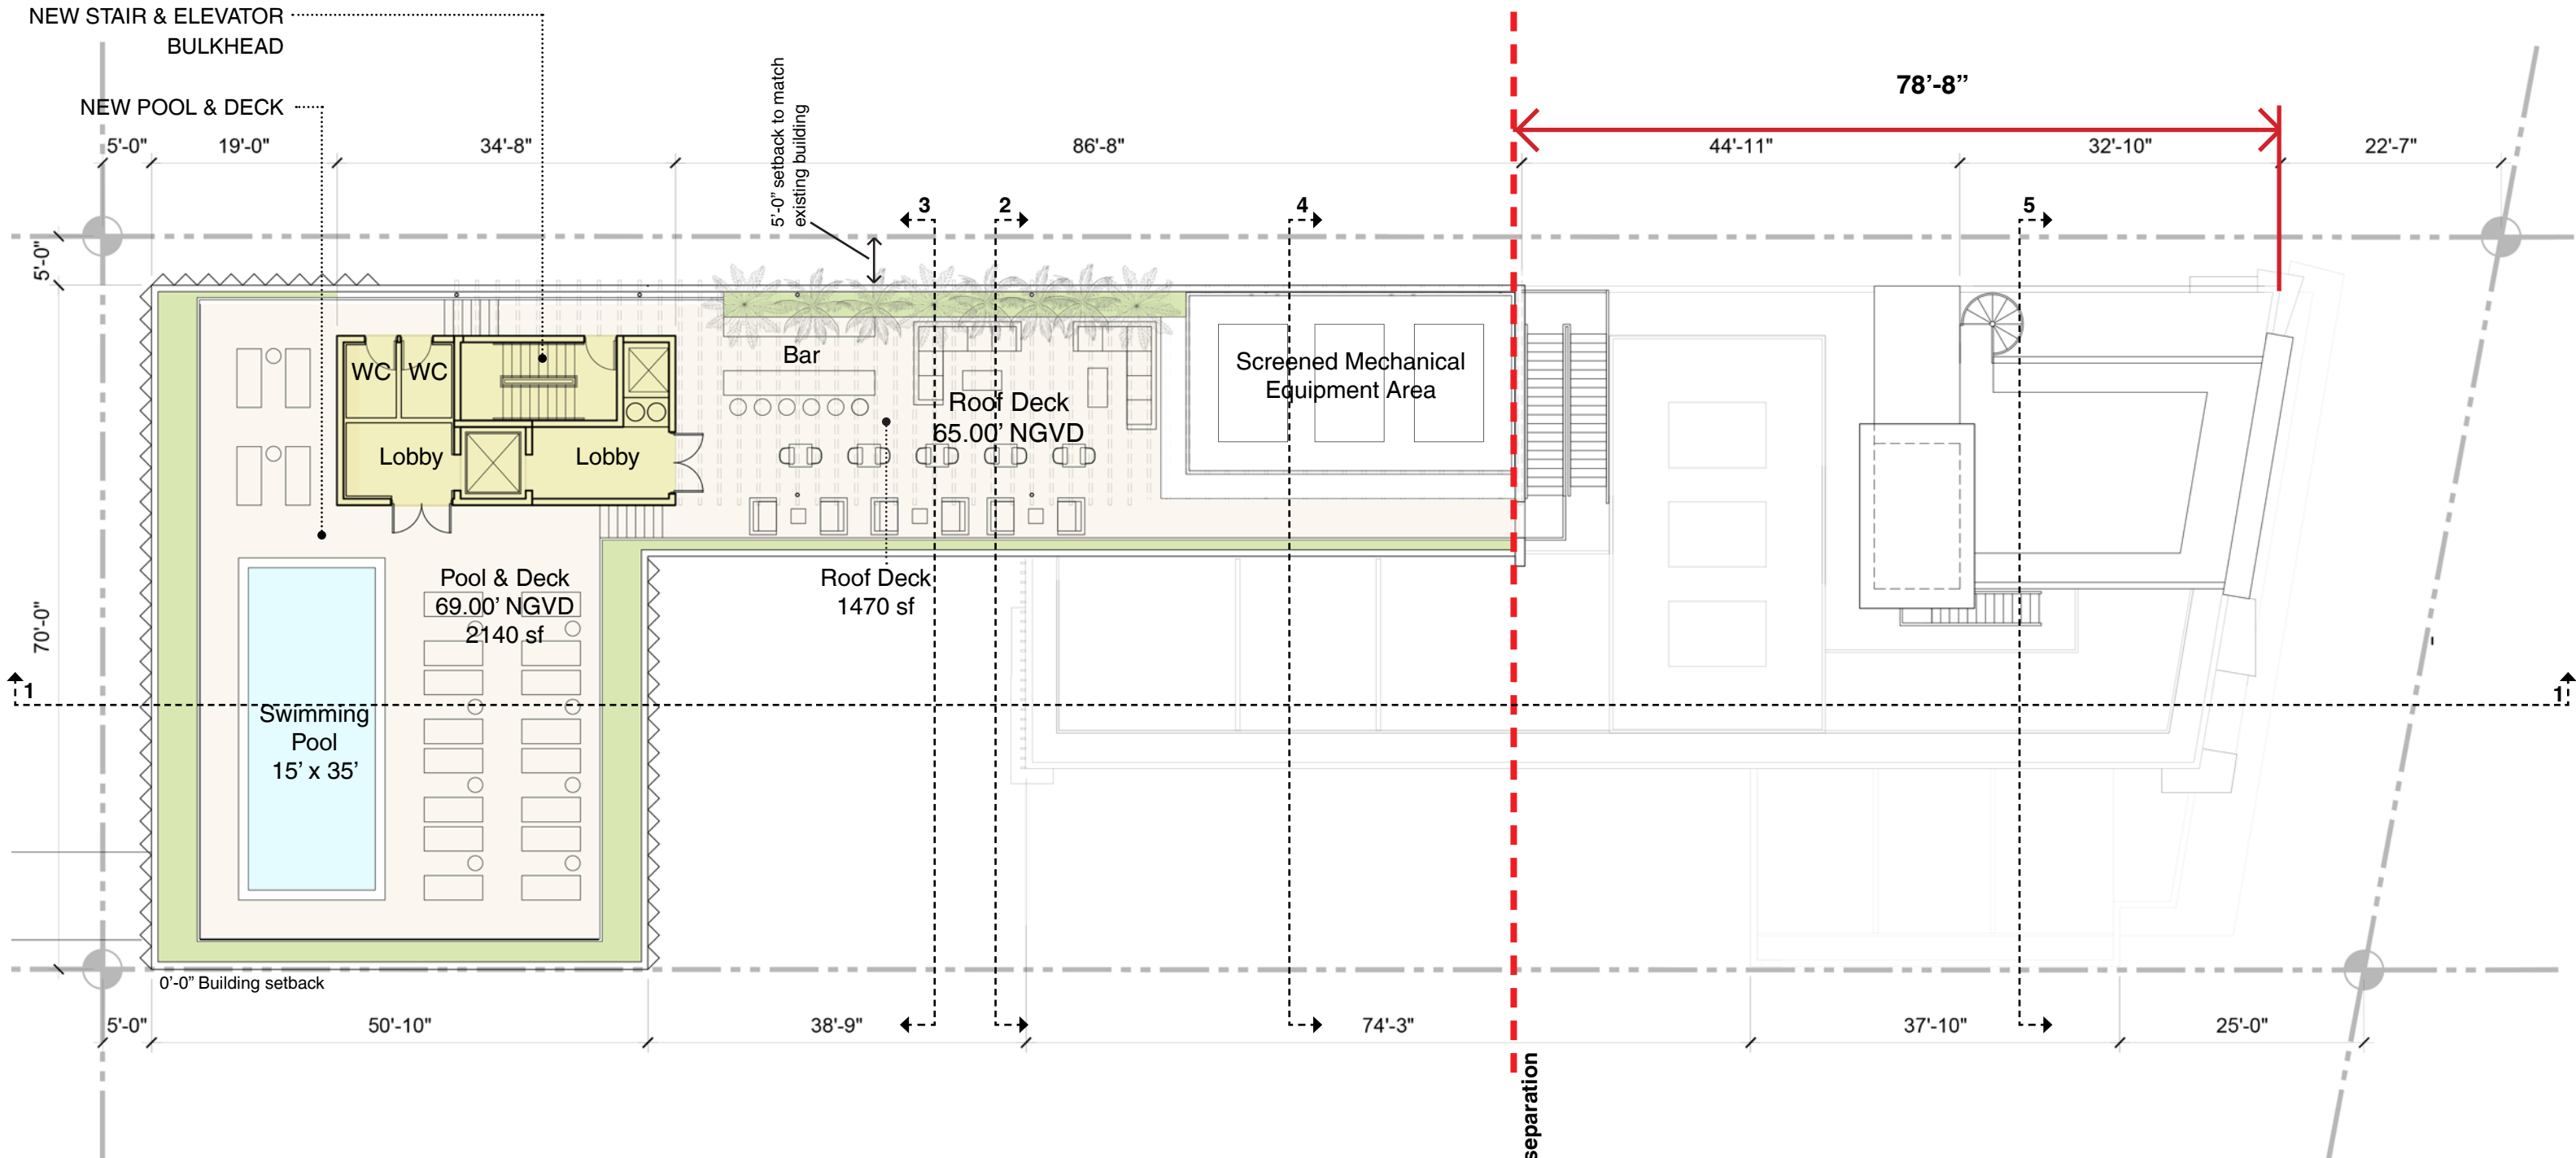 NEW STAIR & ELEVATOR
BULKHEAD
NEW POOL & DECK
5'-0" setback to match
existing building
78’-8”
5'-0"
19'-0"
34'-8"
86'-8"
44'-11"
32'-10"
22'-7"
3
2
4
5
5'-0"
70'-0"
WC
WC
Bar
Screened Mechanical
Equipment Area
Roof Deck
65.00’ NGVD
Lobby
Lobby
Pool & Deck
69.00’ NGVD
2140 sf
Roof Deck
1470 sf
1
1
Swimming
Pool
15’ x 35’
0’-0” Building setback
5'-0"
50'-10"
38'-9"
74'-3"
37'-10"
25'-0"
separation